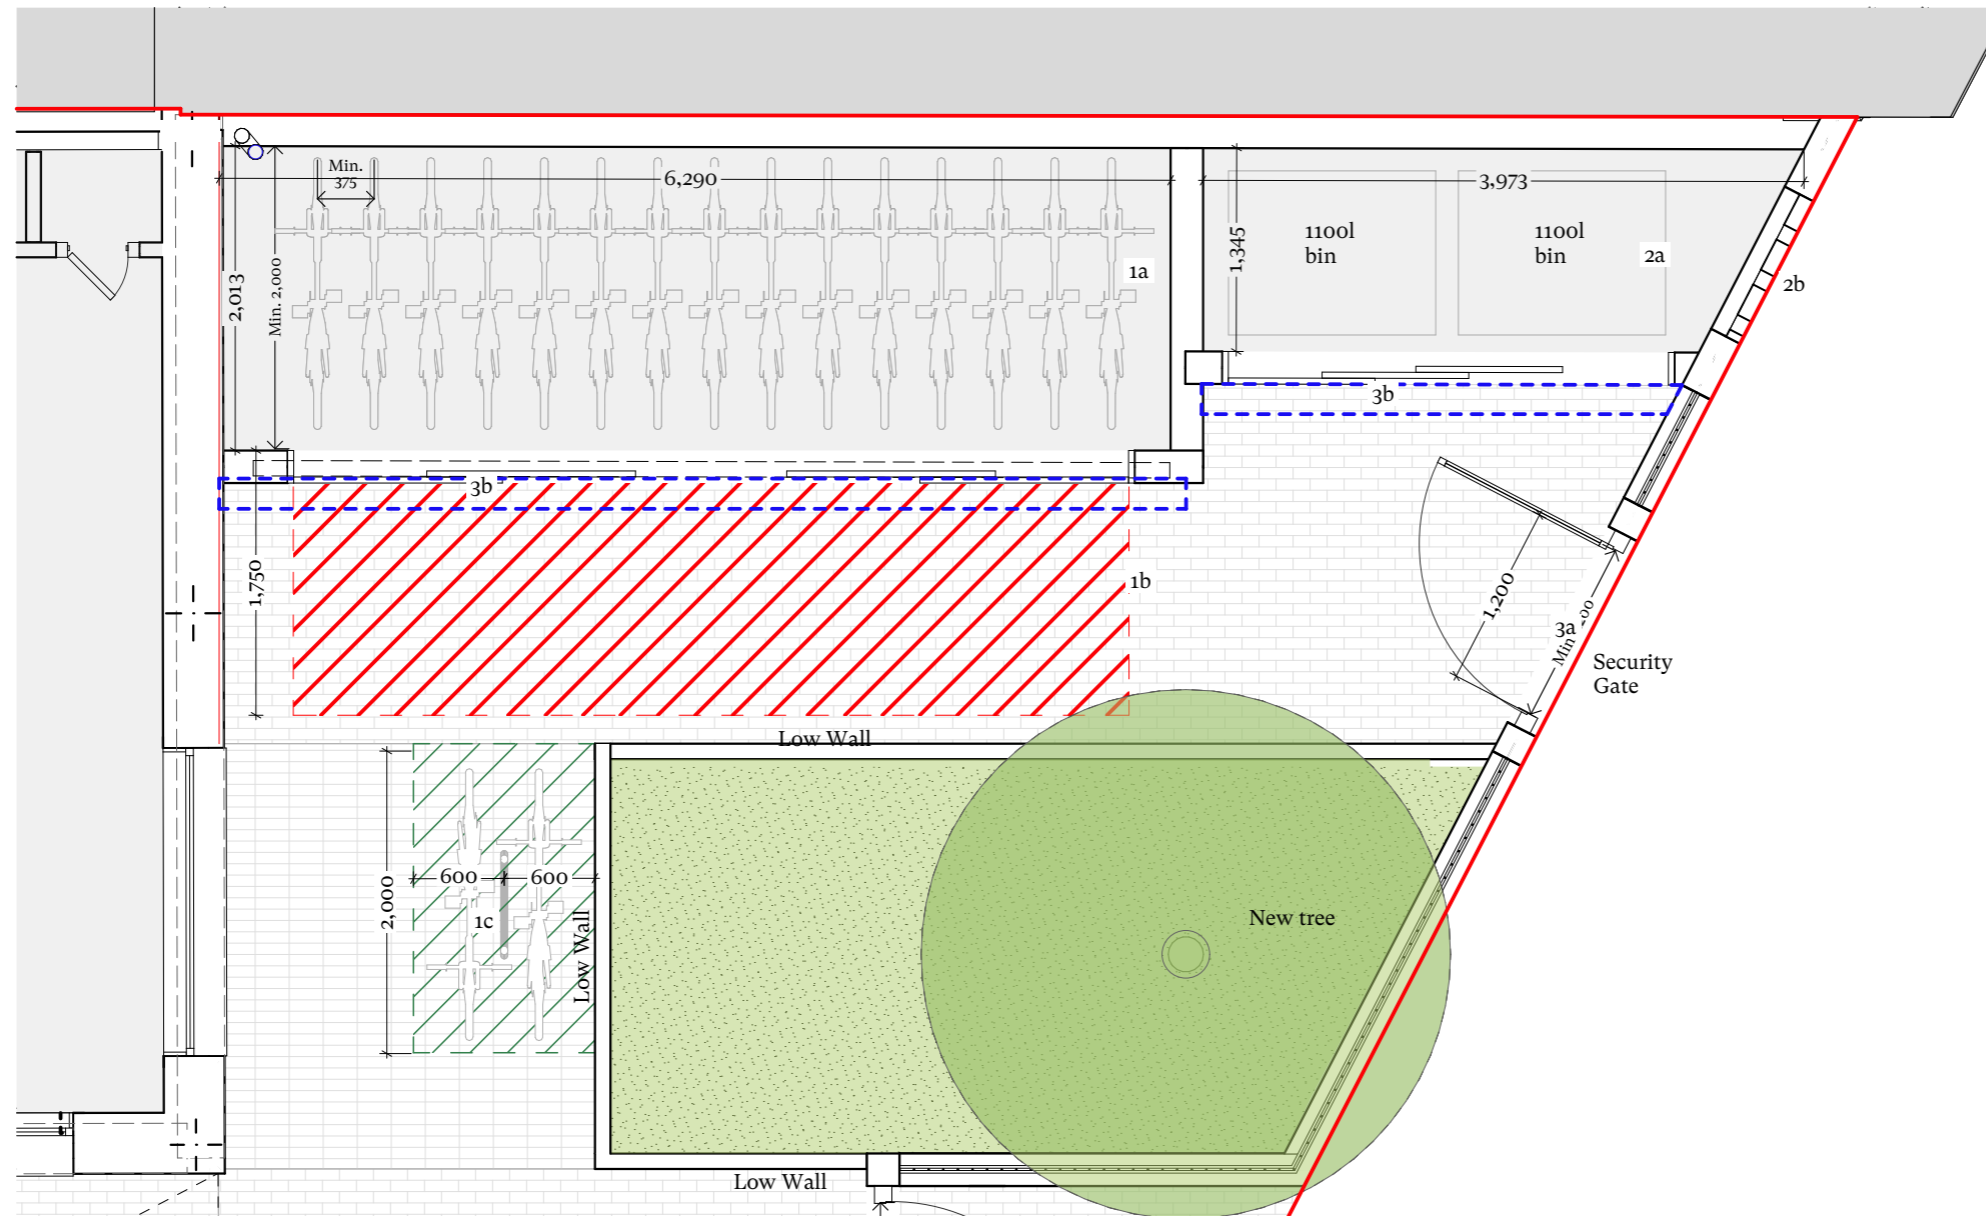 Min.
375
6,290
3,973
1100l
bin
1100l
bin
2a
1a
2b
1,345
2,013
Min. 2,000
3b
3b
1,750
1b
1,200
3a
Min
Security
Gate
Low Wall
600
600
2,000
1c
Low Wall
New tree
Low Wall